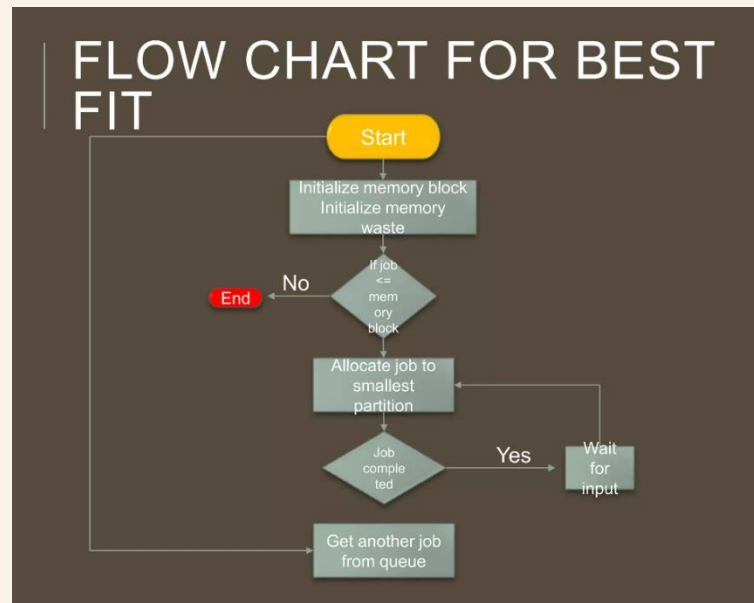 FLOW CHART FOR BEST
FIT
Start
Initialize memory block
Initialize memory
waste
If job
<=
mem
ory
block
No
End
Allocate job to
smallest
partition
Job
comple
ted
Yes
Wait
for
input
Get another job
from queue